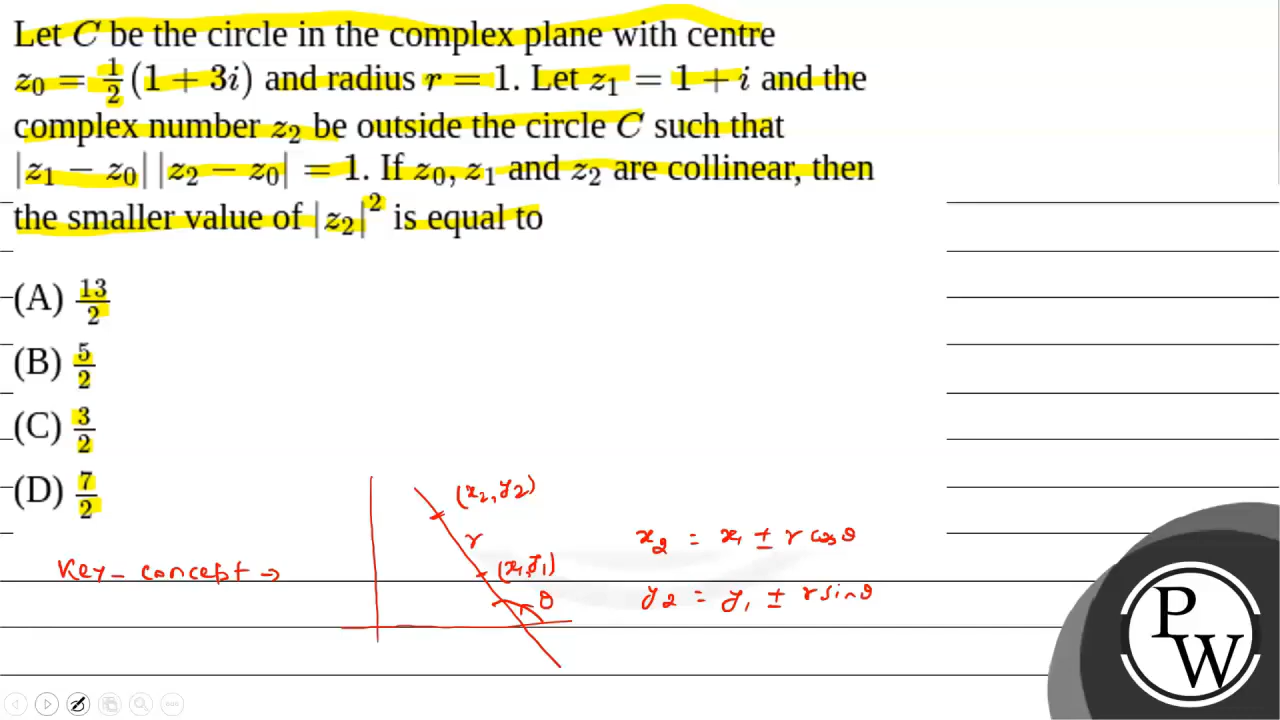 Let C be the circle in the complex plane with centre
z₀ = 1/2 (1 + 3i) and radius r = 1. Let z₁ = 1 + i and the
complex number z₂ be outside the circle C such that
|z₁ − z₀| |z₂ − z₀| = 1. If z₀, z₁ and z₂ are collinear, then
the smaller value of |z₂|² is equal to
(A) 13/2
(B) 5/2
(C) 3/2
(D) 7/2
Key - concept →
(x₂, y₂)
r
(x₁, y₁)
θ
x₂ = x₁ ± r cosθ
y₂ = y₁ ± r sinθ
P
W